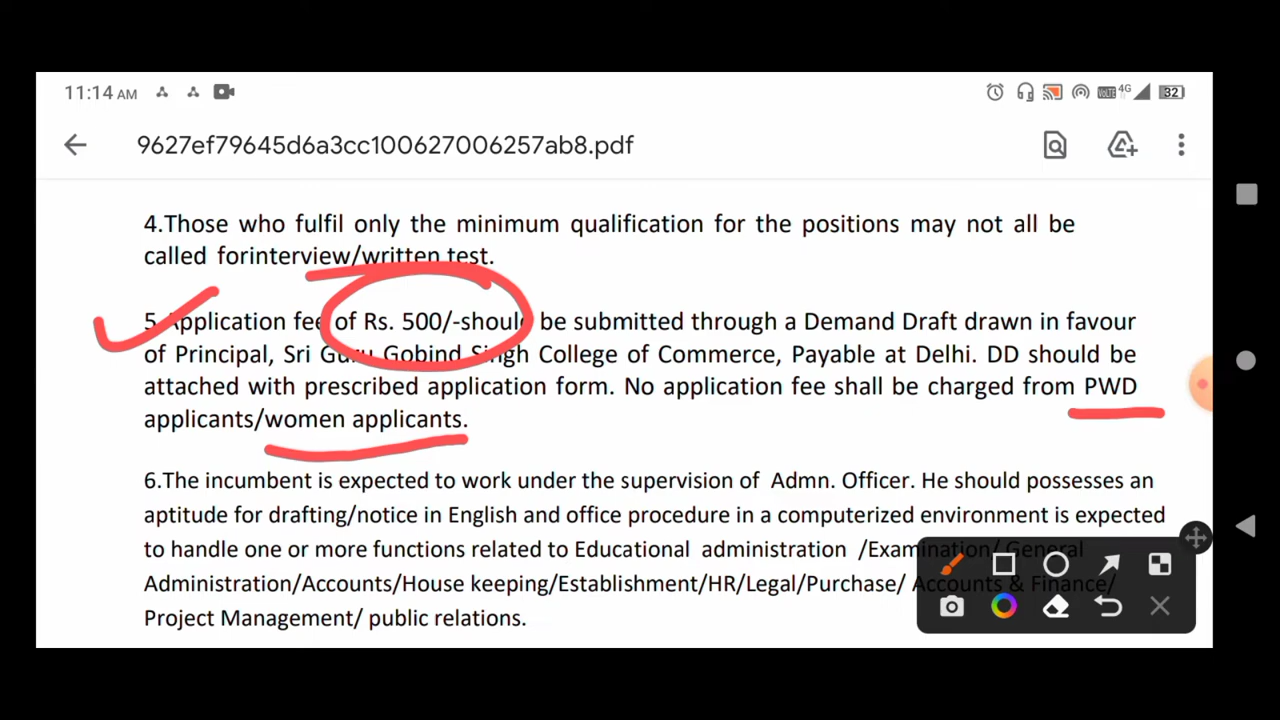 11:14 AM
VoLTE 4G 32
9627ef79645d6a3cc100627006257ab8.pdf
4.Those who fulfil only the minimum qualification for the positions may not all be
called forinterview/written test.
5.Application fee of Rs. 500/-should be submitted through a Demand Draft drawn in favour
of Principal, Sri Guru Gobind Singh College of Commerce, Payable at Delhi. DD should be
attached with prescribed application form. No application fee shall be charged from PWD
applicants/women applicants.
6.The incumbent is expected to work under the supervision of Admn. Officer. He should possesses an
aptitude for drafting/notice in English and office procedure in a computerized environment is expected
to handle one or more functions related to Educational administration /Examination/ General
Administration/Accounts/House keeping/Establishment/HR/Legal/Purchase/ Accounts & Finance/
Project Management/ public relations.